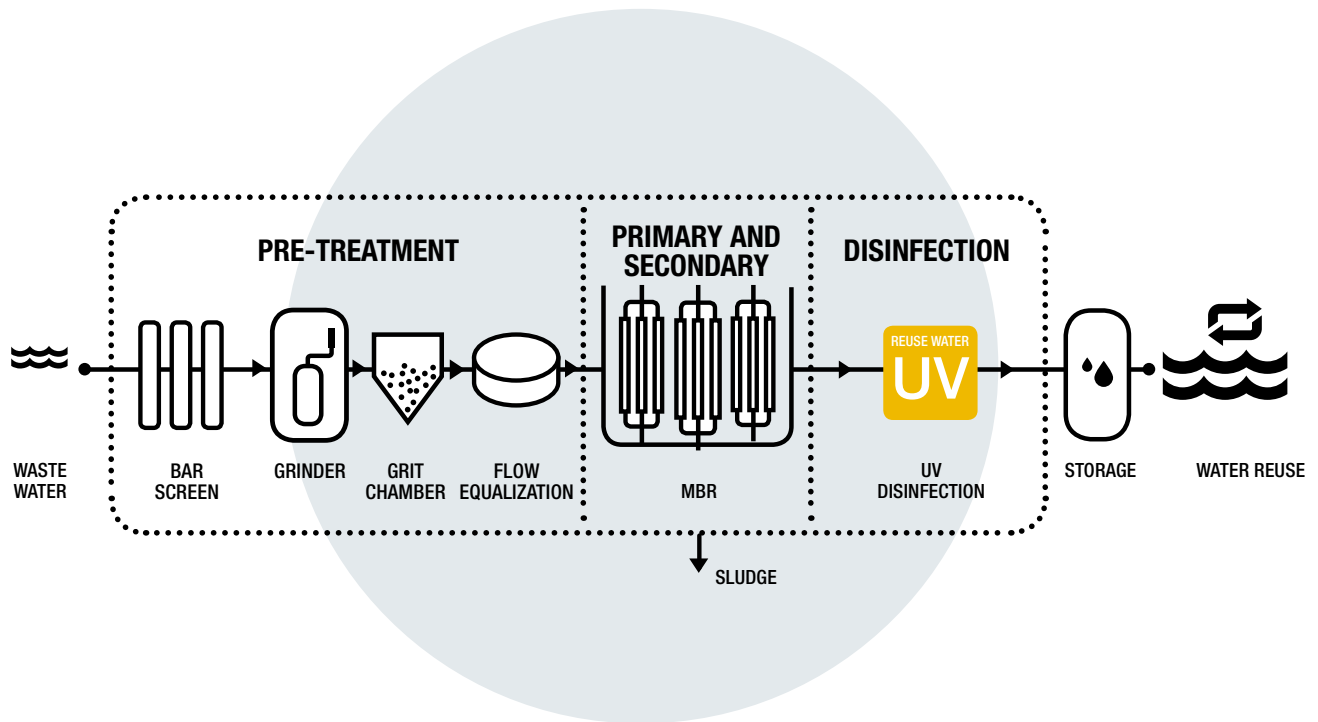 PRE-TREATMENT
PRIMARY AND
SECONDARY
DISINFECTION
REUSE WATER
UV
WASTE
WATER
BAR
SCREEN
GRINDER
GRIT
CHAMBER
FLOW
EQUALIZATION
MBR
UV
DISINFECTION
STORAGE
WATER REUSE
SLUDGE